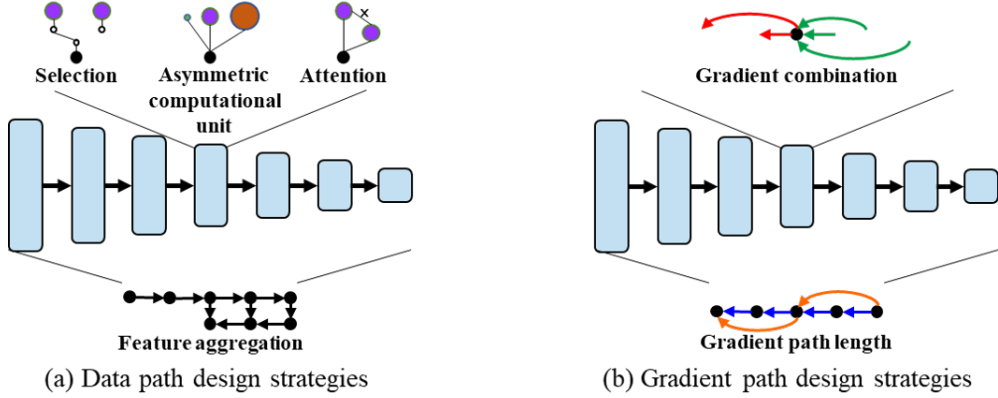 Selection
Asymmetric
computational
unit
Attention
x
Feature aggregation
(a) Data path design strategies
Gradient combination
Gradient path length
(b) Gradient path design strategies